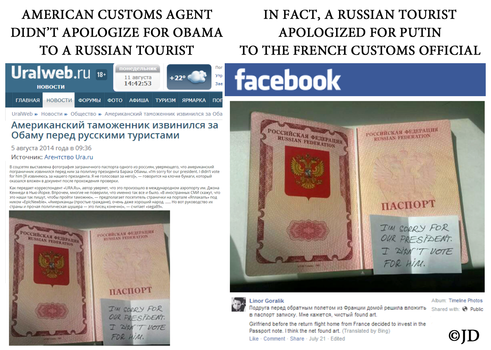 AMERICAN CUSTOMS AGENT
DIDN'T APOLOGIZE FOR OBAMA
TO A RUSSIAN TOURIST
IN FACT, A RUSSIAN TOURIST
APOLOGIZED FOR PUTIN
TO THE FRENCH CUSTOMS OFFICIAL
Uralweb.ru 18+
ПОНЕДЕЛЬНИК
11 августа
14:42:53
+22°
ГЛАВНАЯ НОВОСТИ ФОРУМЫ ФОТО АФИША ТУРИЗМ ЯРМАРКА
UralWeb » Новости » Общество » Американский таможенник извинился за
Американский таможенник извинился за
Обаму перед русскими туристами
5 августа 2014 года в 09:36
Источник: Агентство Ura.ru
РОССИЙСКАЯ ФЕДЕРАЦИЯ
RUSSIAN FEDERATION
ПАСПОРТ
I'M SORRY FOR
OUR PRESIDENT.
I DIDN'T VOTE
FOR HIM.
facebook
РОССИЙСКАЯ ФЕДЕРАЦИЯ
RUSSIAN FEDERATION
ПАСПОРТ
I'M SORRY FOR
OUR PRESIDENT.
I DIDN'T VOTE
FOR HIM.
Linor Goralik
Подруга перед обратным полетом из Франции домой решила вложить
в паспорт записку. Мне кажется, чистый found art.
Girlfriend before the return flight home from France decided to invest in the
Passport note. I think the net found art. (Translated by Bing)
Like · Comment · Share · July 21 · Edited
Album: Timeline Photos
Shared with: Public
©JD